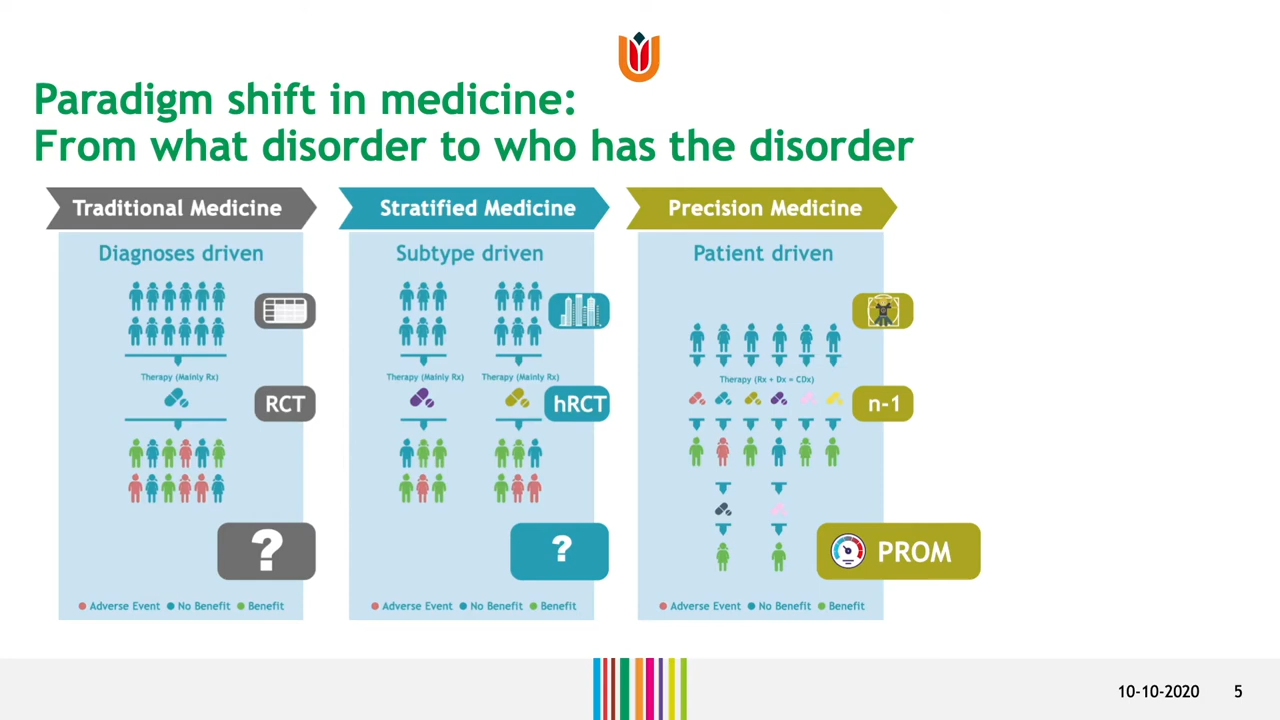 Paradigm shift in medicine:
From what disorder to who has the disorder
Traditional Medicine
Diagnoses driven
Therapy (Mainly Rx)
RCT
?
Adverse Event No Benefit Benefit
Stratified Medicine
Subtype driven
Therapy (Mainly Rx) Therapy (Mainly Rx)
hRCT
?
Adverse Event No Benefit Benefit
Precision Medicine
Patient driven
Therapy (Rx + Dx = CDx)
n-1
PROM
Adverse Event No Benefit Benefit
10-10-2020 5